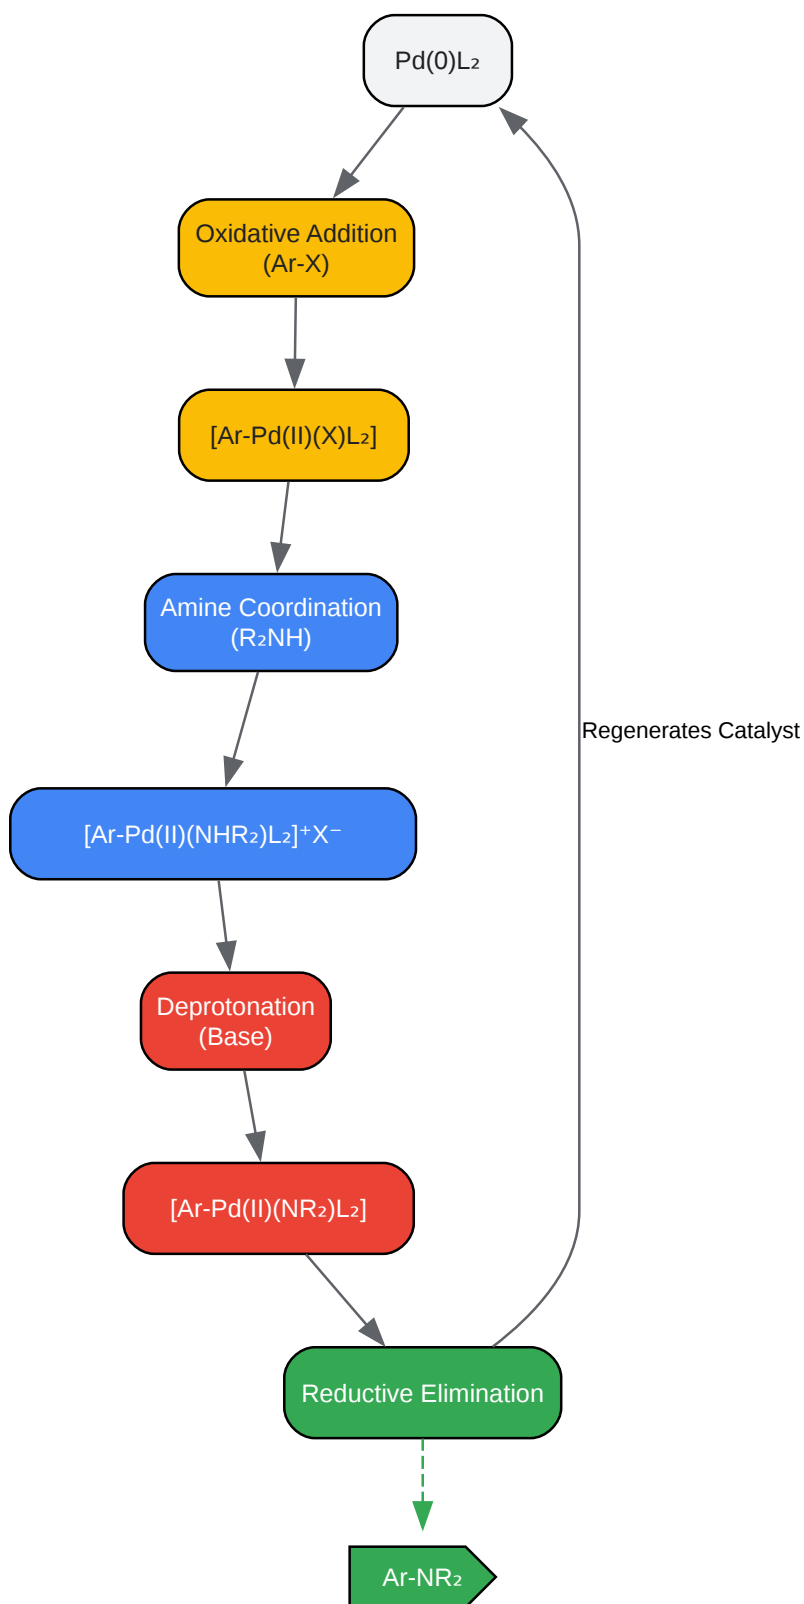 Pd(0)L₂
Oxidative Addition
(Ar-X)
[Ar-Pd(II)(X)L₂]
Amine Coordination
(R₂NH)
Regenerates Catalyst
[Ar-Pd(II)(NHR₂)L₂]⁺X⁻
Deprotonation
(Base)
[Ar-Pd(II)(NR₂)L₂]
Reductive Elimination
Ar-NR₂